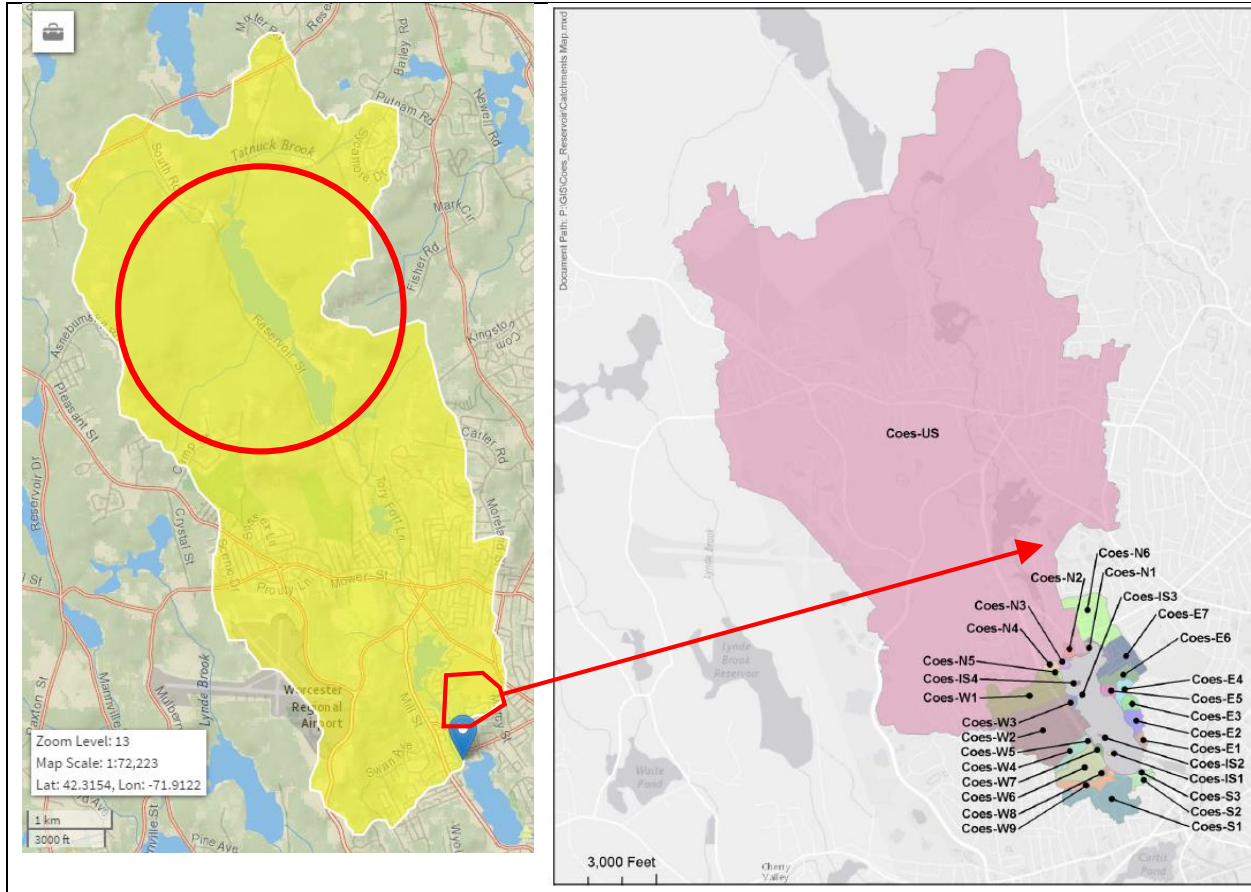 Mixter Rd
Bailey Rd
Putnam Rd
Newell Rd
Sycamore
Tatnuck Brook
South Rd
Mark Cir
Fisher Rd
Reservoir St
Kingston
Com
Pleasant St
Carter Rd
Reservoir Dr
Tory Fort Ln
Moreland
Crystal St
Scenic Dr
Prouty Ln
Mower St
Lynde Brook
Worcester
Regional
Airport
Mill St
Swan Ave
Pine Ave
Zoom Level: 13
Map Scale: 1:72,223
Lat: 42.3154, Lon: -71.9122
1 km
3000 ft
Document Path: P:\GIS\Coes_Reservoir\Catchments Map.mxd
Coes-US
Lynde Brook
Lynde
Brook
Reservoir
Waite
Pond
Cherry
Valley
Curtis
Pond
Coes-N6
Coes-N1
Coes-N2
Coes-IS3
Coes-N3
Coes-E7
Coes-N4
Coes-E6
Coes-N5
Coes-IS4
Coes-E4
Coes-W1
Coes-E5
Coes-E3
Coes-W3
Coes-E2
Coes-W2
Coes-E1
Coes-W5
Coes-IS2
Coes-W4
Coes-IS1
Coes-W7
Coes-S3
Coes-W6
Coes-S2
Coes-W8
Coes-S1
Coes-W9
3,000 Feet